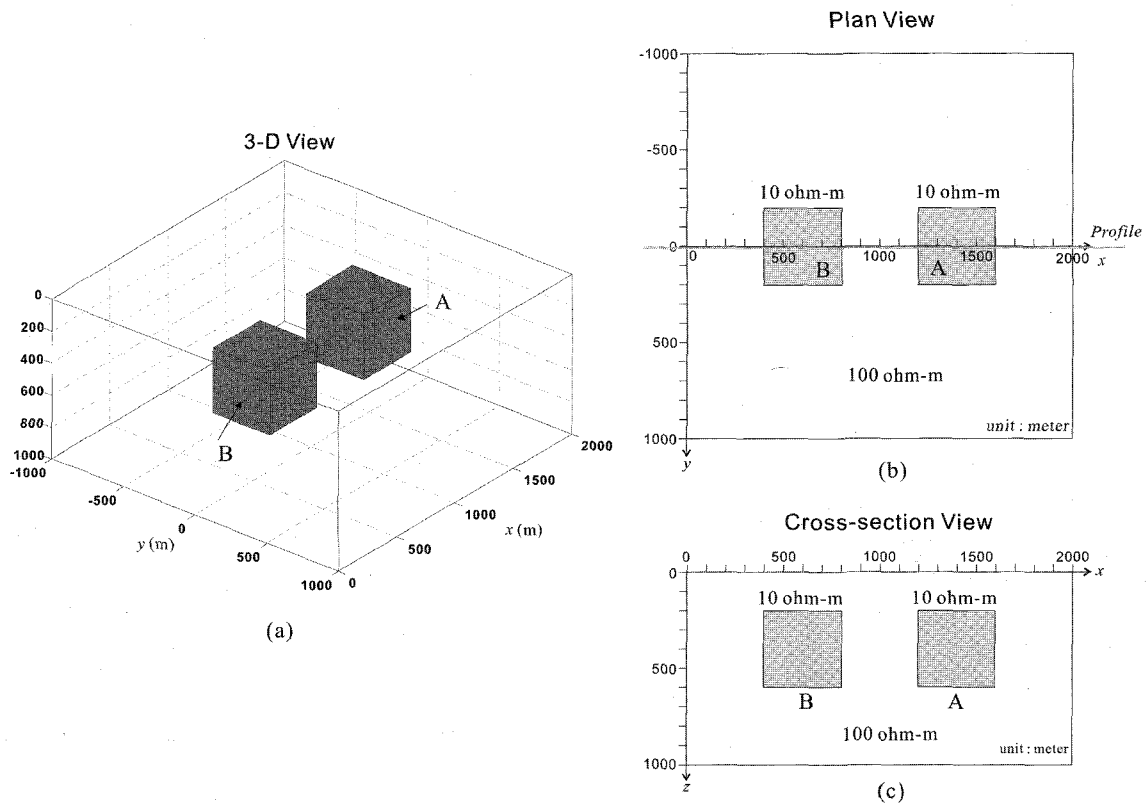 3-D View
0
200
400
600
800
1000
-1000
-500
0
500
1000
y (m)
0
500
1000
1500
2000
x (m)
A
B
(a)
Plan View
-1000
-500
0
500
1000
y
10 ohm-m
10 ohm-m
Profile
x
0
500
1000
1500
2000
B
A
100 ohm-m
unit : meter
(b)
Cross-section View
0
500
1000
1500
2000
x
0
500
1000
z
10 ohm-m
10 ohm-m
B
A
100 ohm-m
unit : meter
(c)